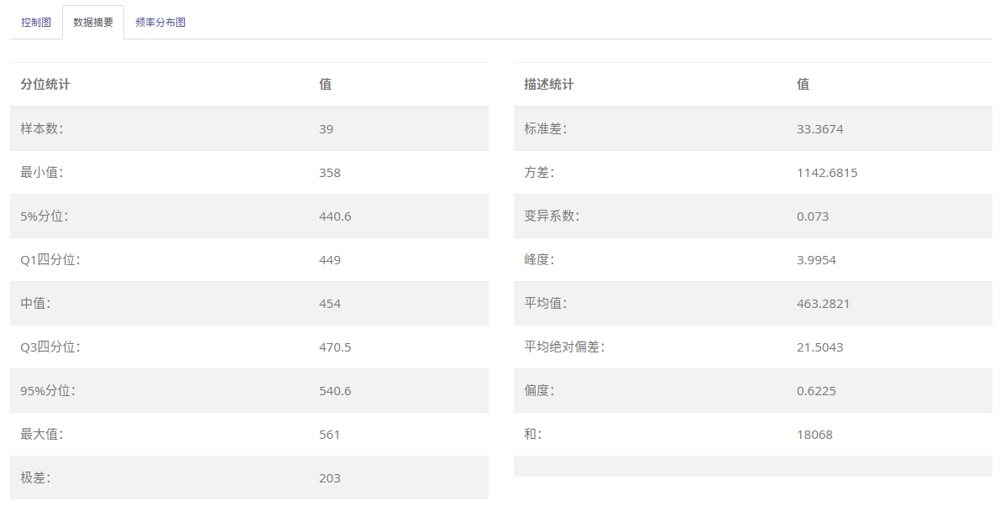 控制图 数据摘要 频率分布图
分位统计 值
样本数： 39
最小值： 358
5%分位： 440.6
Q1四分位： 449
中值： 454
Q3四分位： 470.5
95%分位： 540.6
最大值： 561
极差： 203
描述统计 值
标准差： 33.3674
方差： 1142.6815
变异系数： 0.073
峰度： 3.9954
平均值： 463.2821
平均绝对偏差： 21.5043
偏度： 0.6225
和： 18068